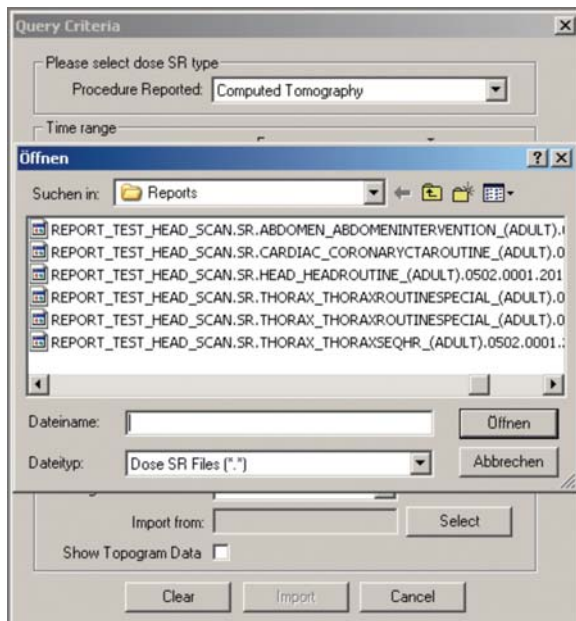 Query Criteria
Please select dose SR type
Procedure Reported: Computed Tomography
Time range
Öffnen
Suchen in: Reports
REPORT_TEST_HEAD_SCAN.SR.ABDOMEN_ABDOMENINTERVENTION_(ADULT).
REPORT_TEST_HEAD_SCAN.SR.CARDIAC_CORONARYCTAROUTINE_(ADULT).0
REPORT_TEST_HEAD_SCAN.SR.HEAD_HEADROUTINE_(ADULT).0502.0001.201
REPORT_TEST_HEAD_SCAN.SR.THORAX_THORAXROUTINESPECIAL_(ADULT).0
REPORT_TEST_HEAD_SCAN.SR.THORAX_THORAXROUTINESPECIAL_(ADULT).0
REPORT_TEST_HEAD_SCAN.SR.THORAX_THORAXSEQHR_(ADULT).0502.0001.
Dateiname: Öffnen
Dateityp: Dose SR Files (*.*) Abbrechen
Import from: Select
Show Topogram Data
Clear Import Cancel